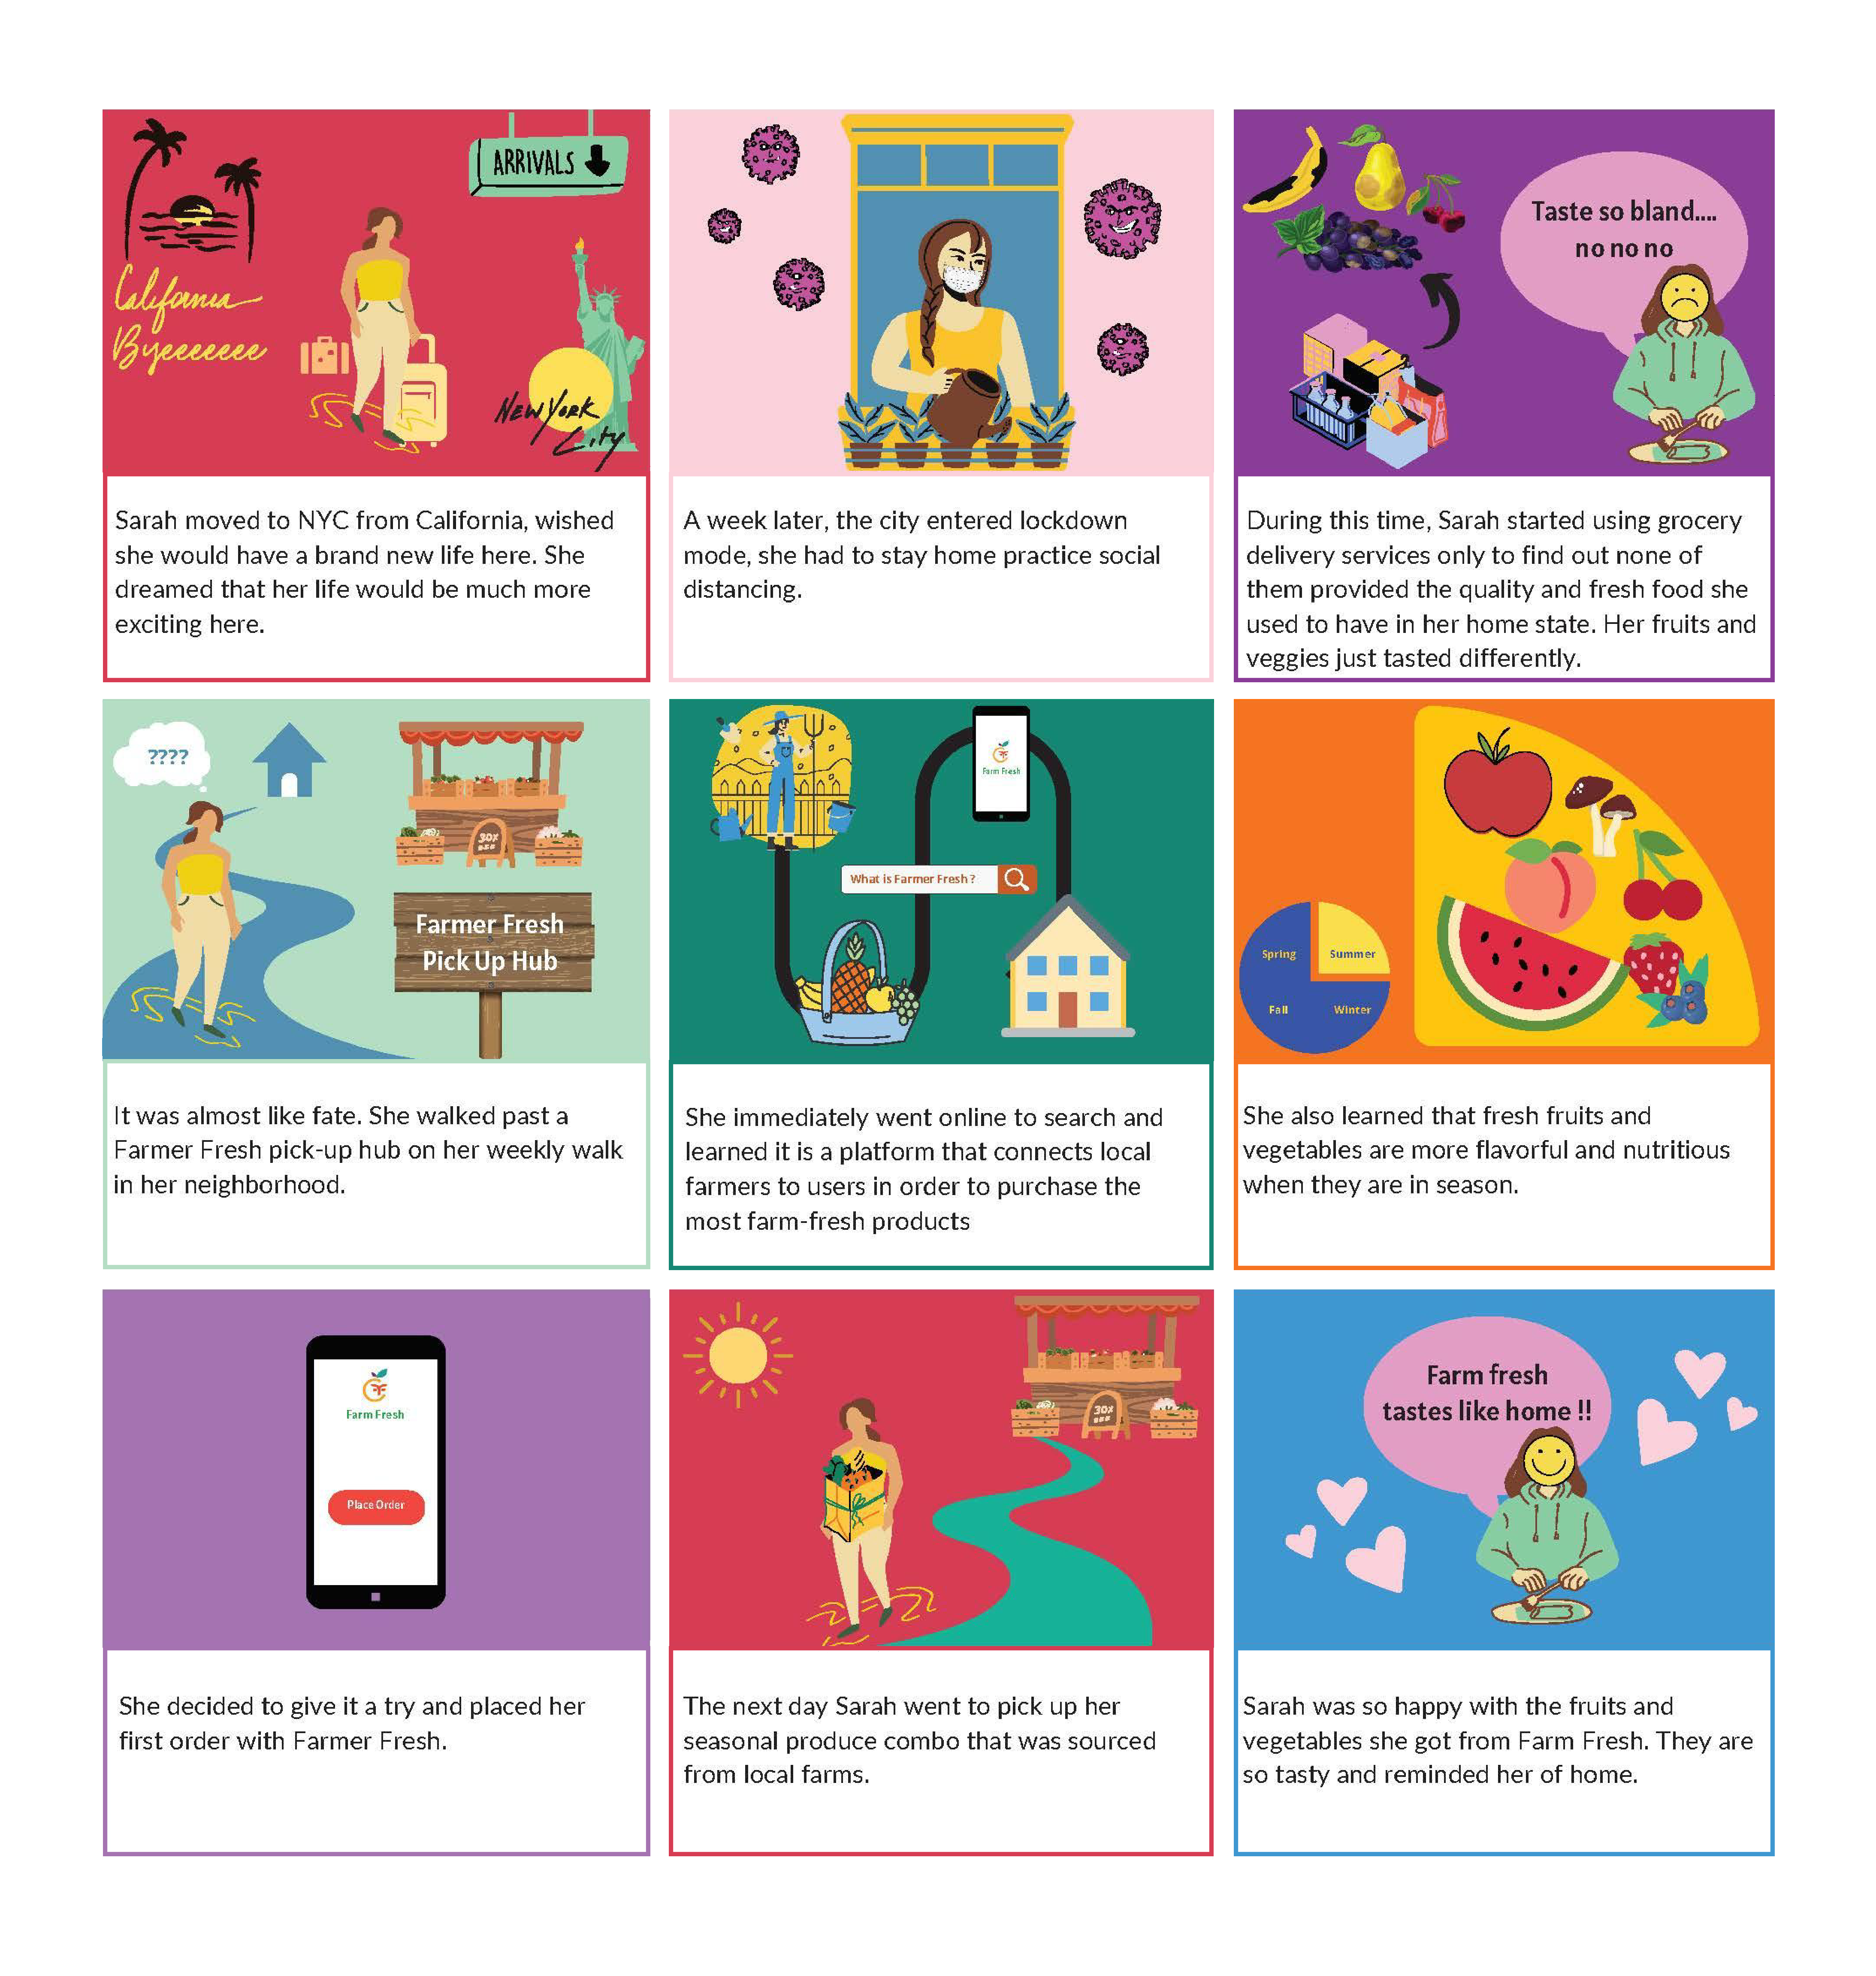 California
Byeeeeeee
ARRIVALS
NEW YORK
City
Sarah moved to NYC from California, wished
she would have a brand new life here. She
dreamed that her life would be much more
exciting here.
A week later, the city entered lockdown
mode, she had to stay home practice social
distancing.
Taste so bland....
no no no
During this time, Sarah started using grocery
delivery services only to find out none of
them provided the quality and fresh food she
used to have in her home state. Her fruits and
veggies just tasted differently.
????
30%
Farmer Fresh
Pick Up Hub
It was almost like fate. She walked past a
Farmer Fresh pick-up hub on her weekly walk
in her neighborhood.
Farm Fresh
What is Farmer Fresh ?
She immediately went online to search and
learned it is a platform that connects local
farmers to users in order to purchase the
most farm-fresh products
Spring
Summer
Fall
Winter
She also learned that fresh fruits and
vegetables are more flavorful and nutritious
when they are in season.
Farm Fresh
Place Order
She decided to give it a try and placed her
first order with Farmer Fresh.
30%
The next day Sarah went to pick up her
seasonal produce combo that was sourced
from local farms.
Farm fresh
tastes like home !!
Sarah was so happy with the fruits and
vegetables she got from Farm Fresh. They are
so tasty and reminded her of home.